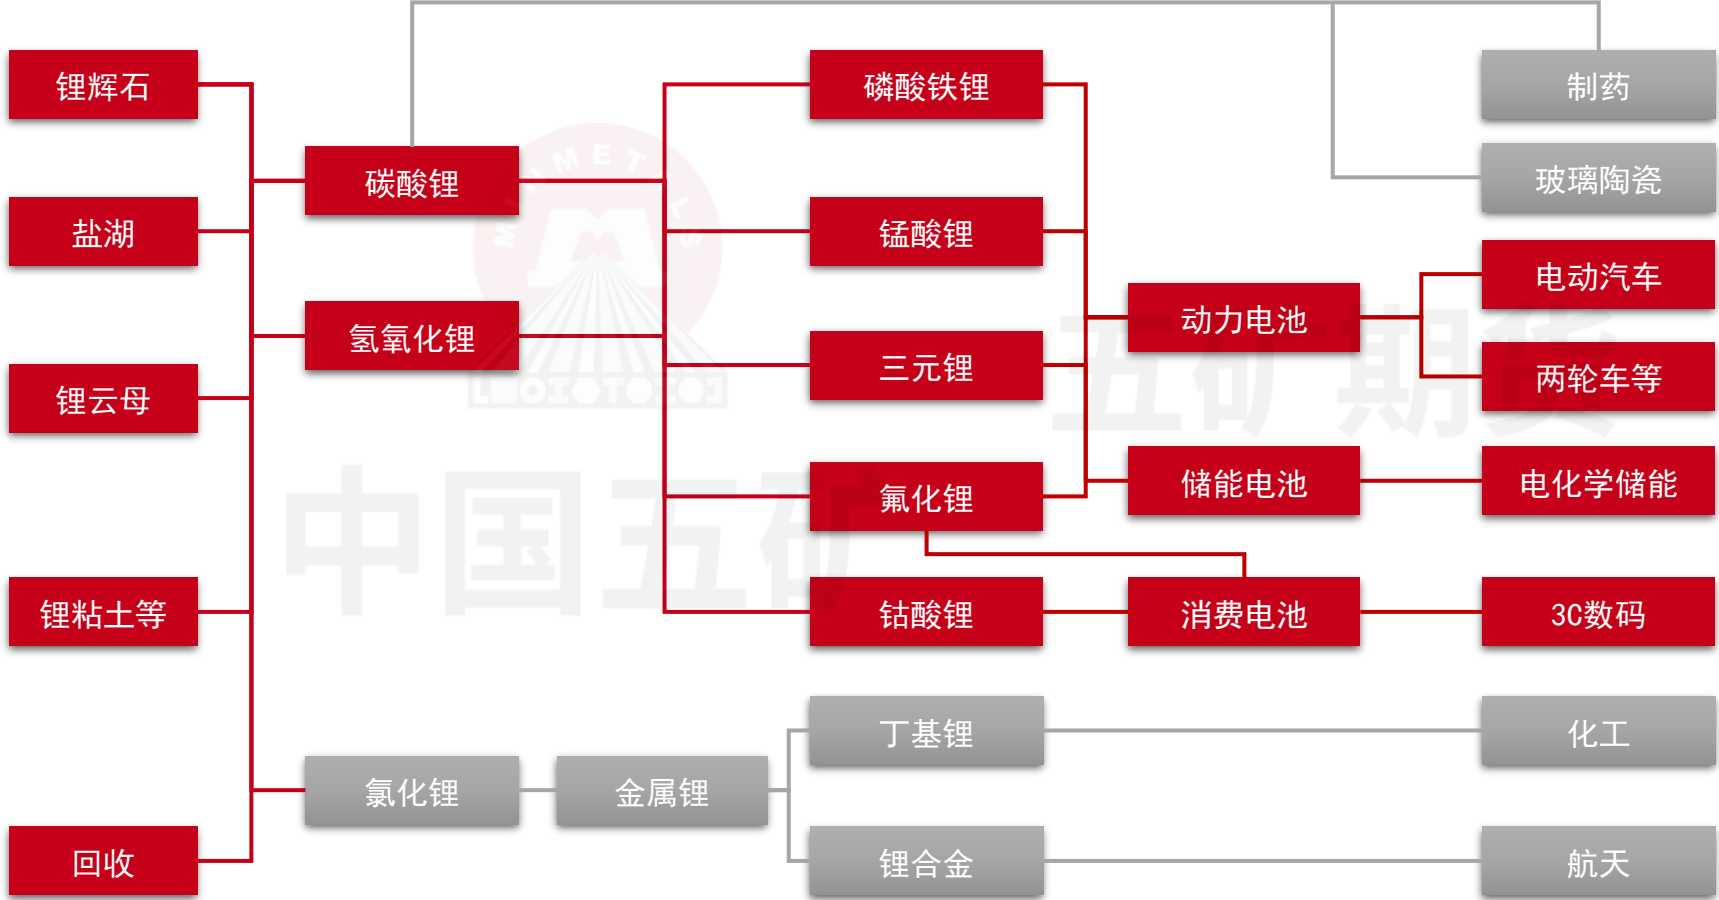 锂辉石
盐湖
锂云母
锂粘土等
回收
碳酸锂
氢氧化锂
氯化锂
金属锂
磷酸铁锂
锰酸锂
三元锂
氟化锂
钴酸锂
丁基锂
锂合金
动力电池
储能电池
消费电池
制药
玻璃陶瓷
电动汽车
两轮车等
电化学储能
3C数码
化工
航天
中国五矿
五矿期货